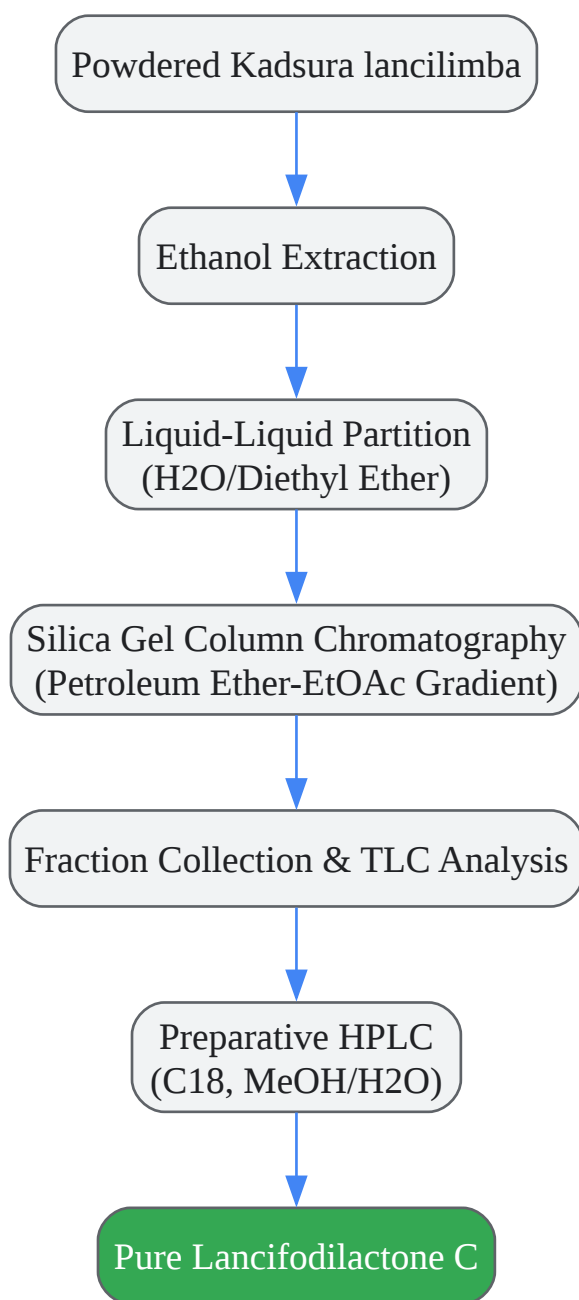 Powdered Kadsura lancilimba
Ethanol Extraction
Liquid-Liquid Partition
(H2O/Diethyl Ether)
Silica Gel Column Chromatography
(Petroleum Ether-EtOAc Gradient)
Fraction Collection & TLC Analysis
Preparative HPLC
(C18, MeOH/H2O)
Pure Lancifodilactone C